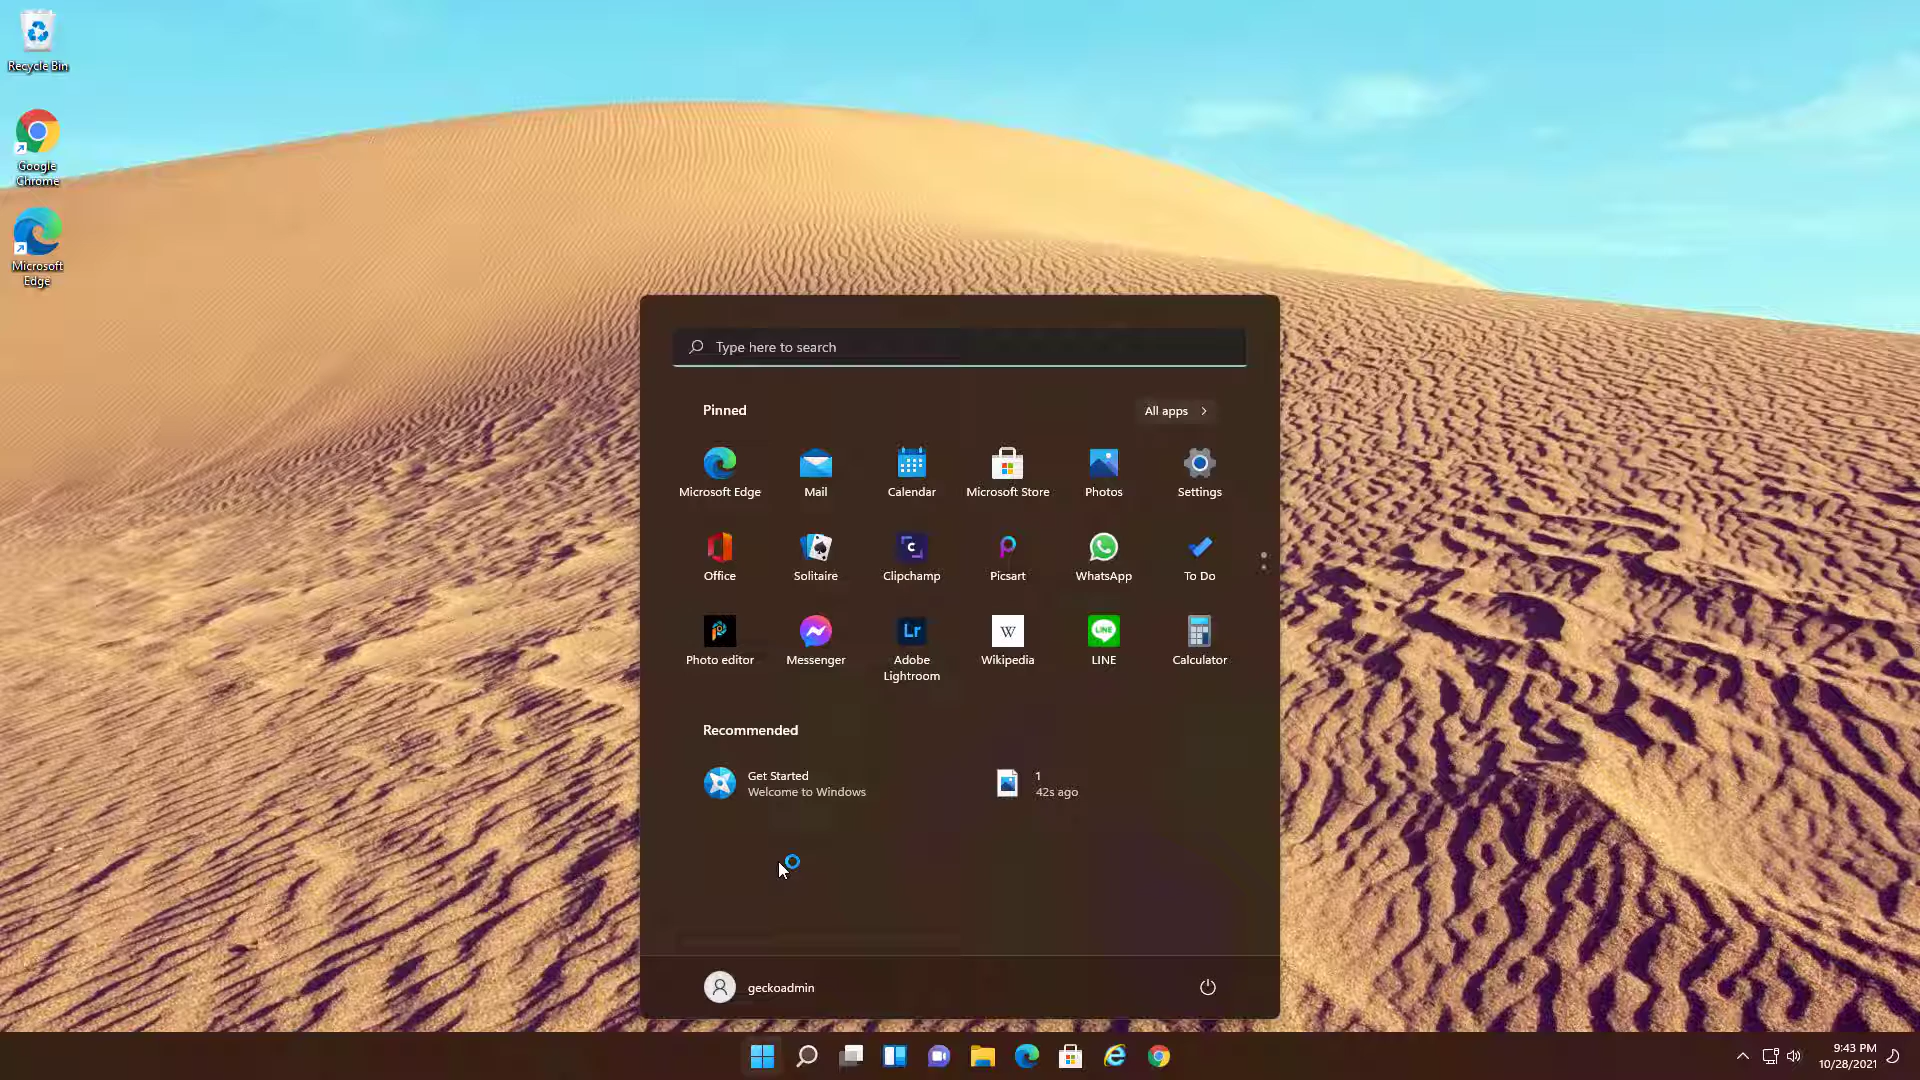 Recycle Bin
Google
Chrome
Microsoft
Edge
Type here to search
Pinned
All apps
Microsoft Edge
Mail
Calendar
Microsoft Store
Photos
Settings
Office
Solitaire
Clipchamp
Picsart
WhatsApp
To Do
Lr
W
LINE
Photo editor
Messenger
Adobe
Lightroom
Wikipedia
LINE
Calculator
Recommended
Get Started
Welcome to Windows
1
42s ago
geckoadmin
9:43 PM
10/28/2021